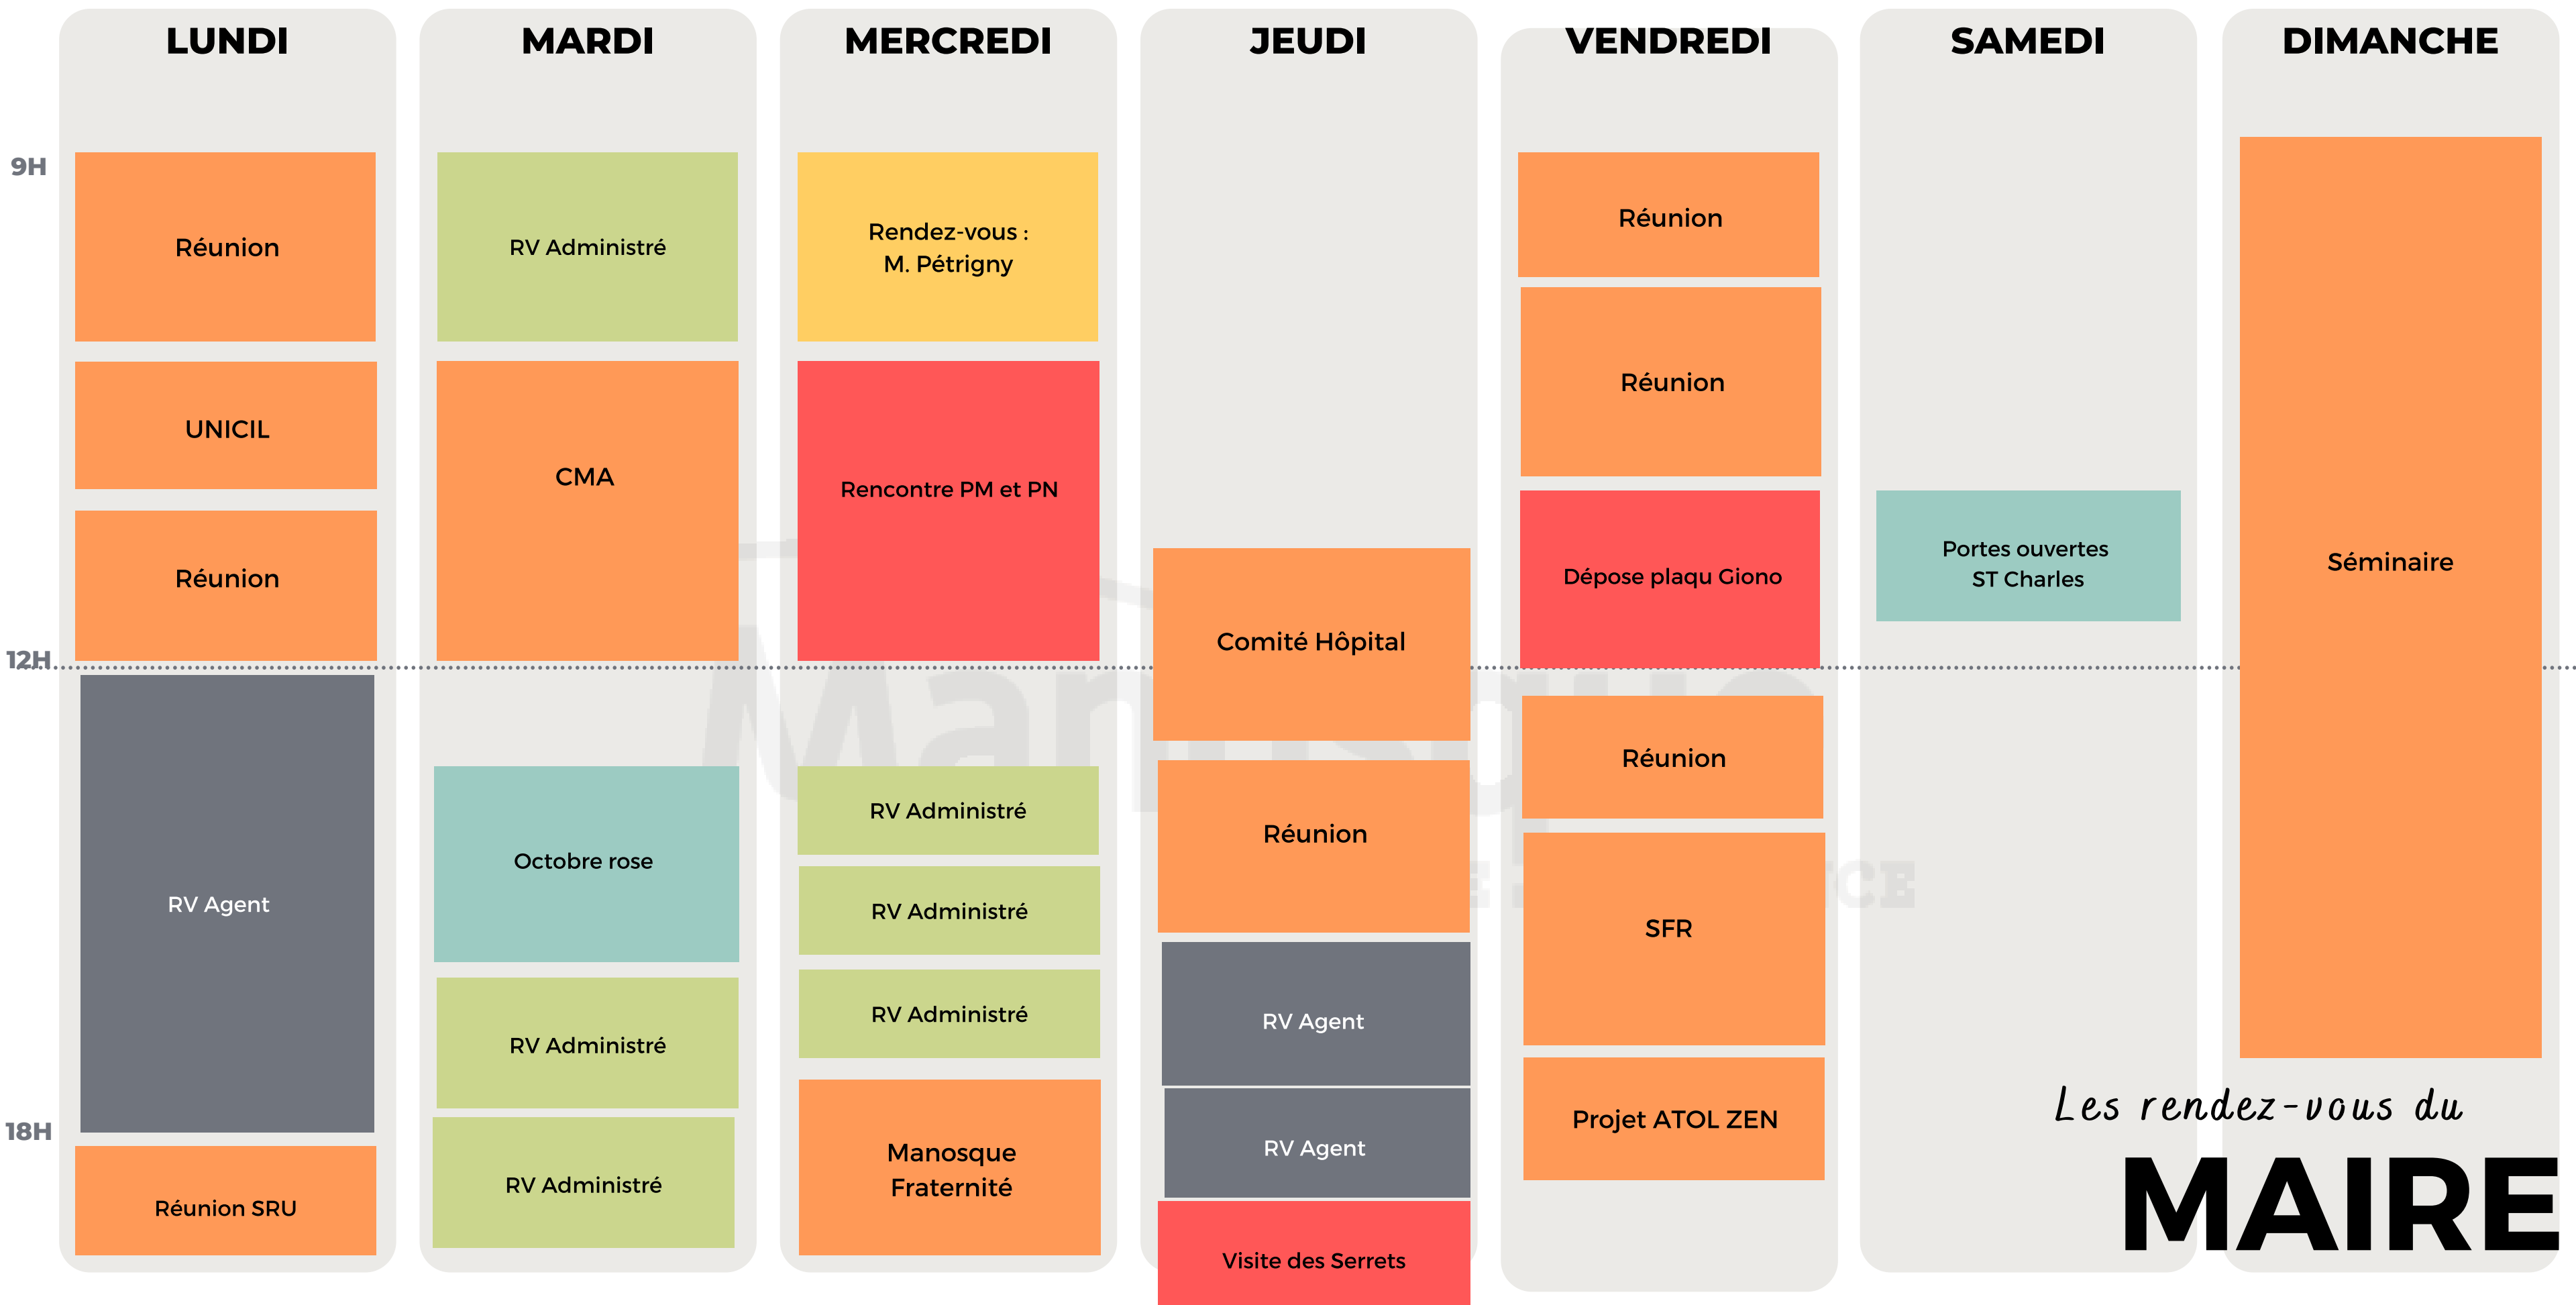 LUNDI
MARDI
MERCREDI
JEUDI
VENDREDI
SAMEDI
DIMANCHE
9H
12H
18H
Réunion
UNICIL
Réunion
RV Agent
Réunion SRU
RV Administré
CMA
Octobre rose
RV Administré
RV Administré
Rendez-vous :
M. Pétrigny
Rencontre PM et PN
RV Administré
RV Administré
RV Administré
Manosque
Fraternité
Comité Hôpital
Réunion
RV Agent
RV Agent
Visite des Serrets
Réunion
Réunion
Dépose plaqu Giono
Réunion
SFR
Projet ATOL ZEN
Portes ouvertes
ST Charles
Séminaire
Les rendez-vous du
MAIRE